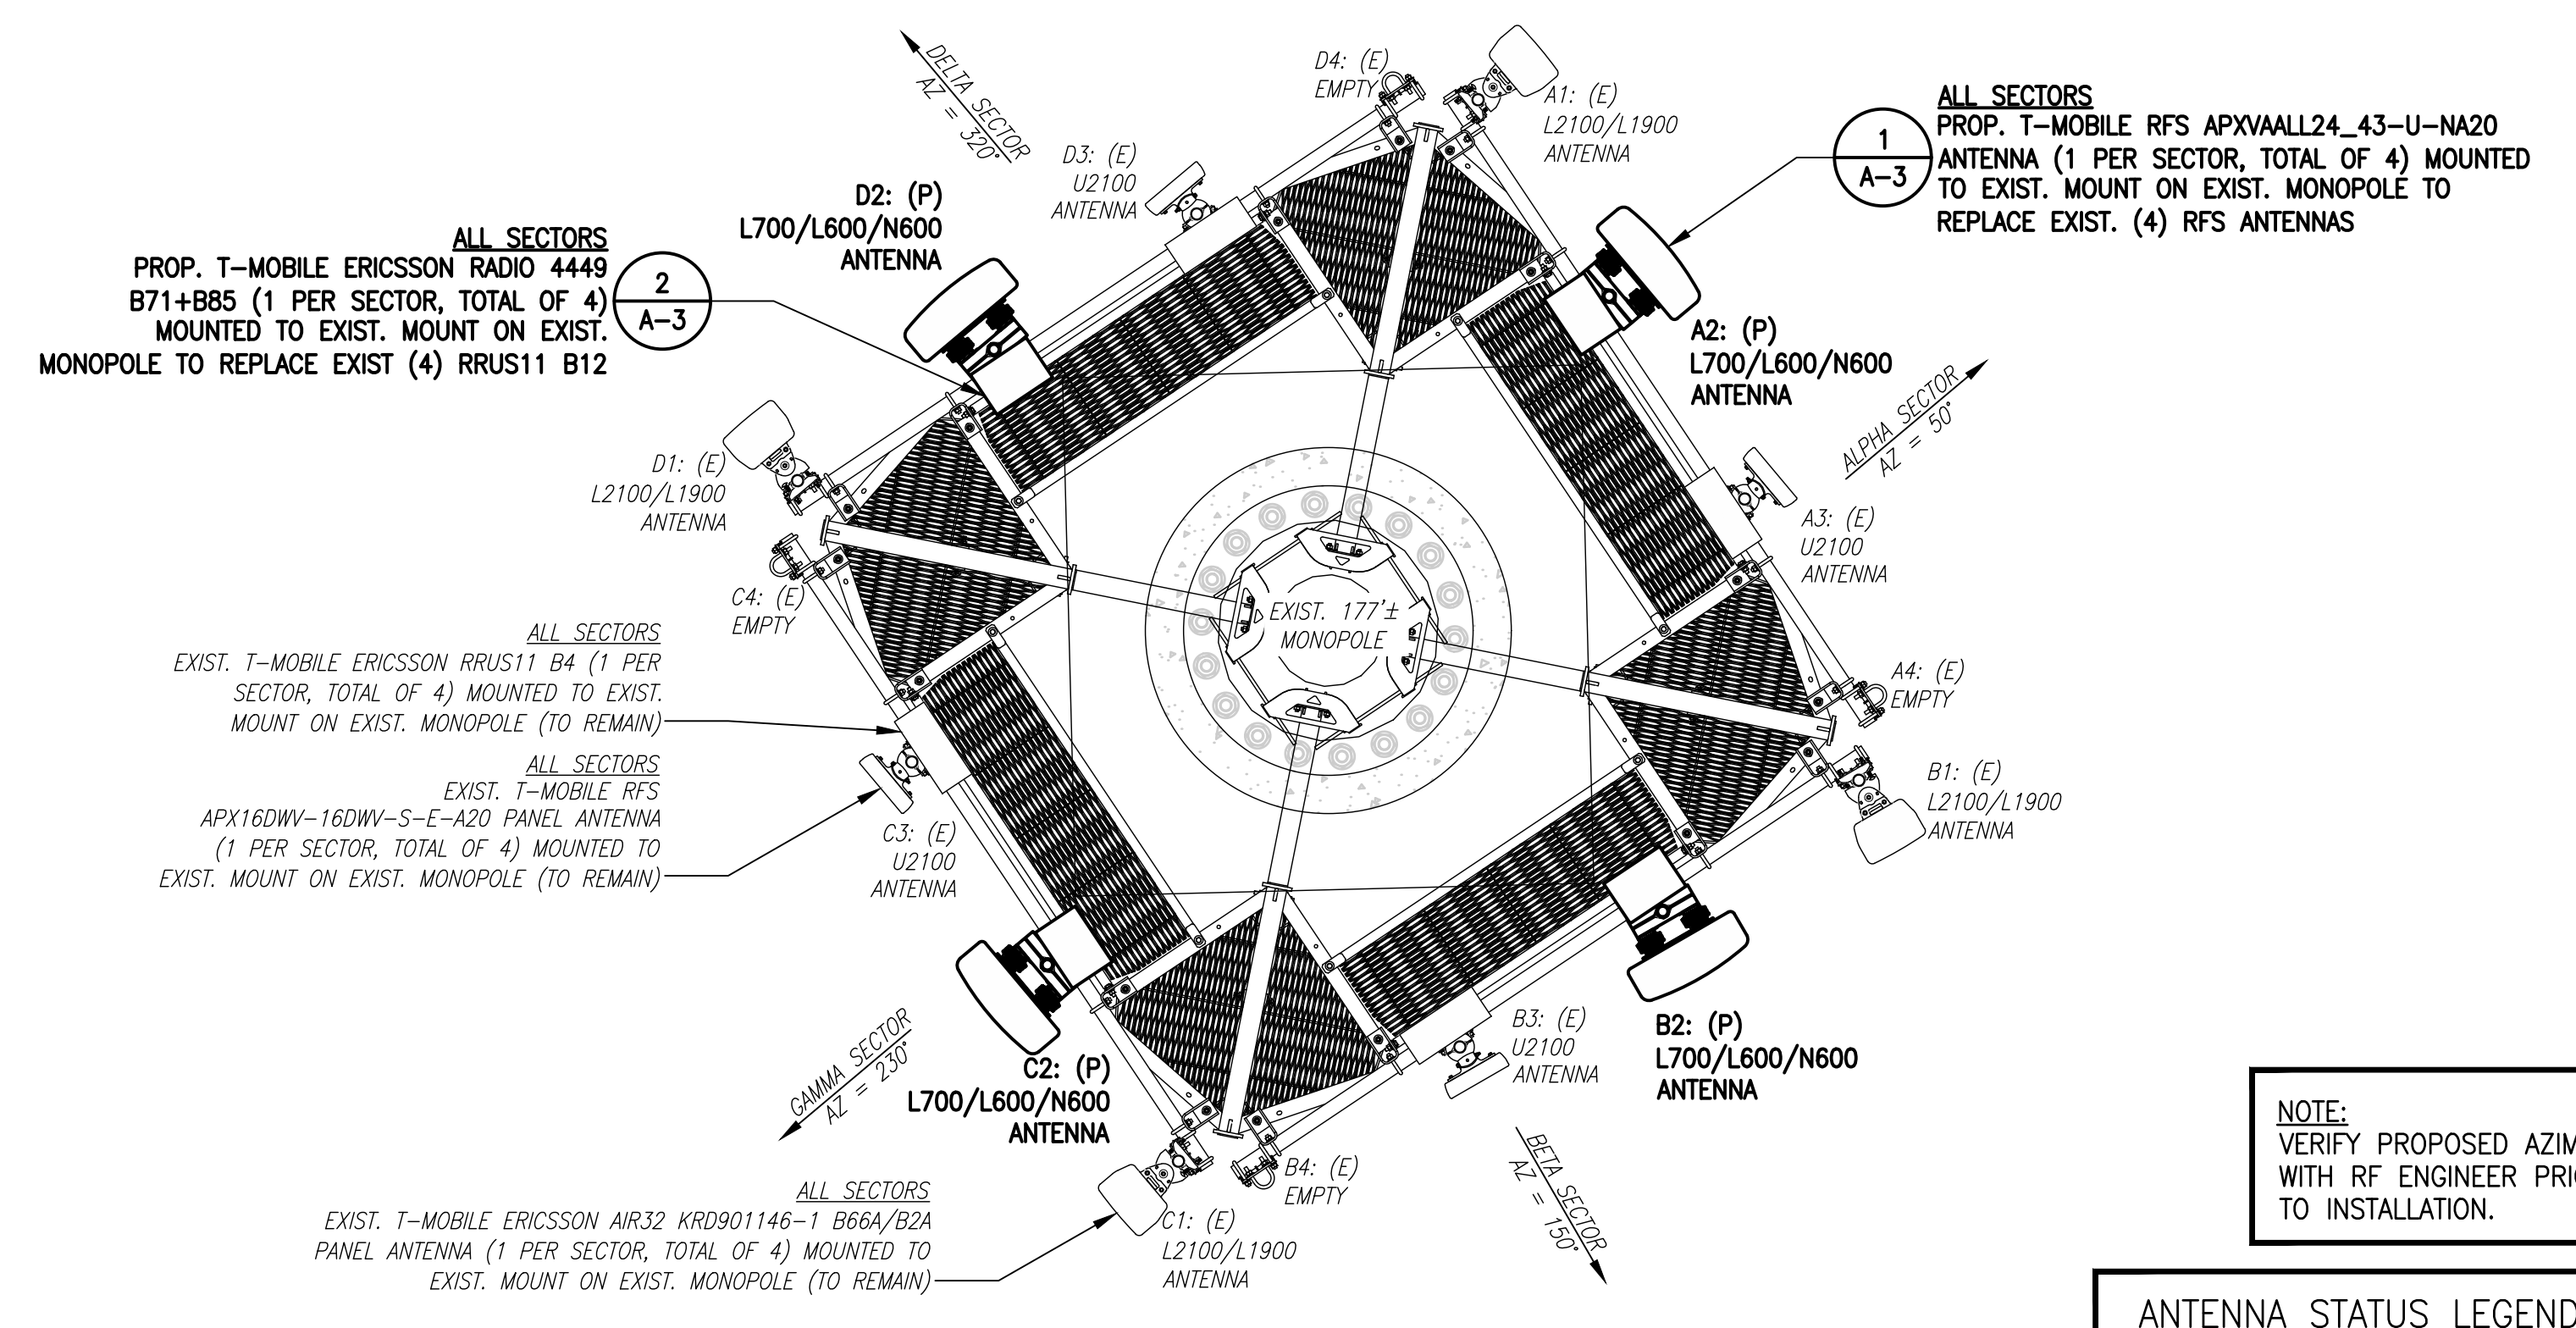 DELTA SECTOR
AZ = 320°
D4: (E)
EMPTY
A1: (E)
L2100/L1900
ANTENNA
1
A-3
ALL SECTORS
PROP. T-MOBILE RFS APXVAALL24_43-U-NA20
ANTENNA (1 PER SECTOR, TOTAL OF 4) MOUNTED
TO EXIST. MOUNT ON EXIST. MONOPOLE TO
REPLACE EXIST. (4) RFS ANTENNAS
D3: (E)
U2100
ANTENNA
D2: (P)
L700/L600/N600
ANTENNA
ALL SECTORS
PROP. T-MOBILE ERICSSON RADIO 4449
B71+B85 (1 PER SECTOR, TOTAL OF 4)
MOUNTED TO EXIST. MOUNT ON EXIST.
MONOPOLE TO REPLACE EXIST (4) RRUS11 B12
2
A-3
A2: (P)
L700/L600/N600
ANTENNA
ALPHA SECTOR
AZ = 50°
D1: (E)
L2100/L1900
ANTENNA
A3: (E)
U2100
ANTENNA
C4: (E)
EMPTY
EXIST. 177'±
MONOPOLE
ALL SECTORS
EXIST. T-MOBILE ERICSSON RRUS11 B4 (1 PER
SECTOR, TOTAL OF 4) MOUNTED TO EXIST.
MOUNT ON EXIST. MONOPOLE (TO REMAIN)
A4: (E)
EMPTY
ALL SECTORS
EXIST. T-MOBILE RFS
APX16DWV-16DWV-S-E-A20 PANEL ANTENNA
(1 PER SECTOR, TOTAL OF 4) MOUNTED TO
EXIST. MOUNT ON EXIST. MONOPOLE (TO REMAIN)
B1: (E)
L2100/L1900
ANTENNA
C3: (E)
U2100
ANTENNA
GAMMA SECTOR
AZ = 230°
C2: (P)
L700/L600/N600
ANTENNA
B3: (E)
U2100
ANTENNA
B2: (P)
L700/L600/N600
ANTENNA
BETA SECTOR
AZ = 150°
B4: (E)
EMPTY
C1: (E)
L2100/L1900
ANTENNA
ALL SECTORS
EXIST. T-MOBILE ERICSSON AIR32 KRD901146-1 B66A/B2A
PANEL ANTENNA (1 PER SECTOR, TOTAL OF 4) MOUNTED TO
EXIST. MOUNT ON EXIST. MONOPOLE (TO REMAIN)
NOTE:
VERIFY PROPOSED
WITH RF ENGINEER
TO INSTALLATION.
ANTENNA STATUS LEGEND